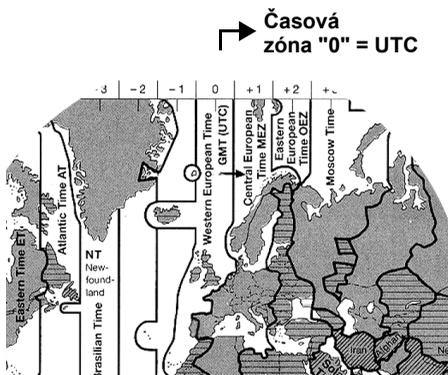 Časová
zóna "0" = UTC
-3 -2 -1 0 +1 +2
Eastern Time ET
Atlantic Time AT
NT
New-
found-
land
Brasilian Time
Western European Time
GMT (UTC)
Central European
Time MEZ
Eastern
European
Time OEZ
Moscow Time
Iran
Afghan